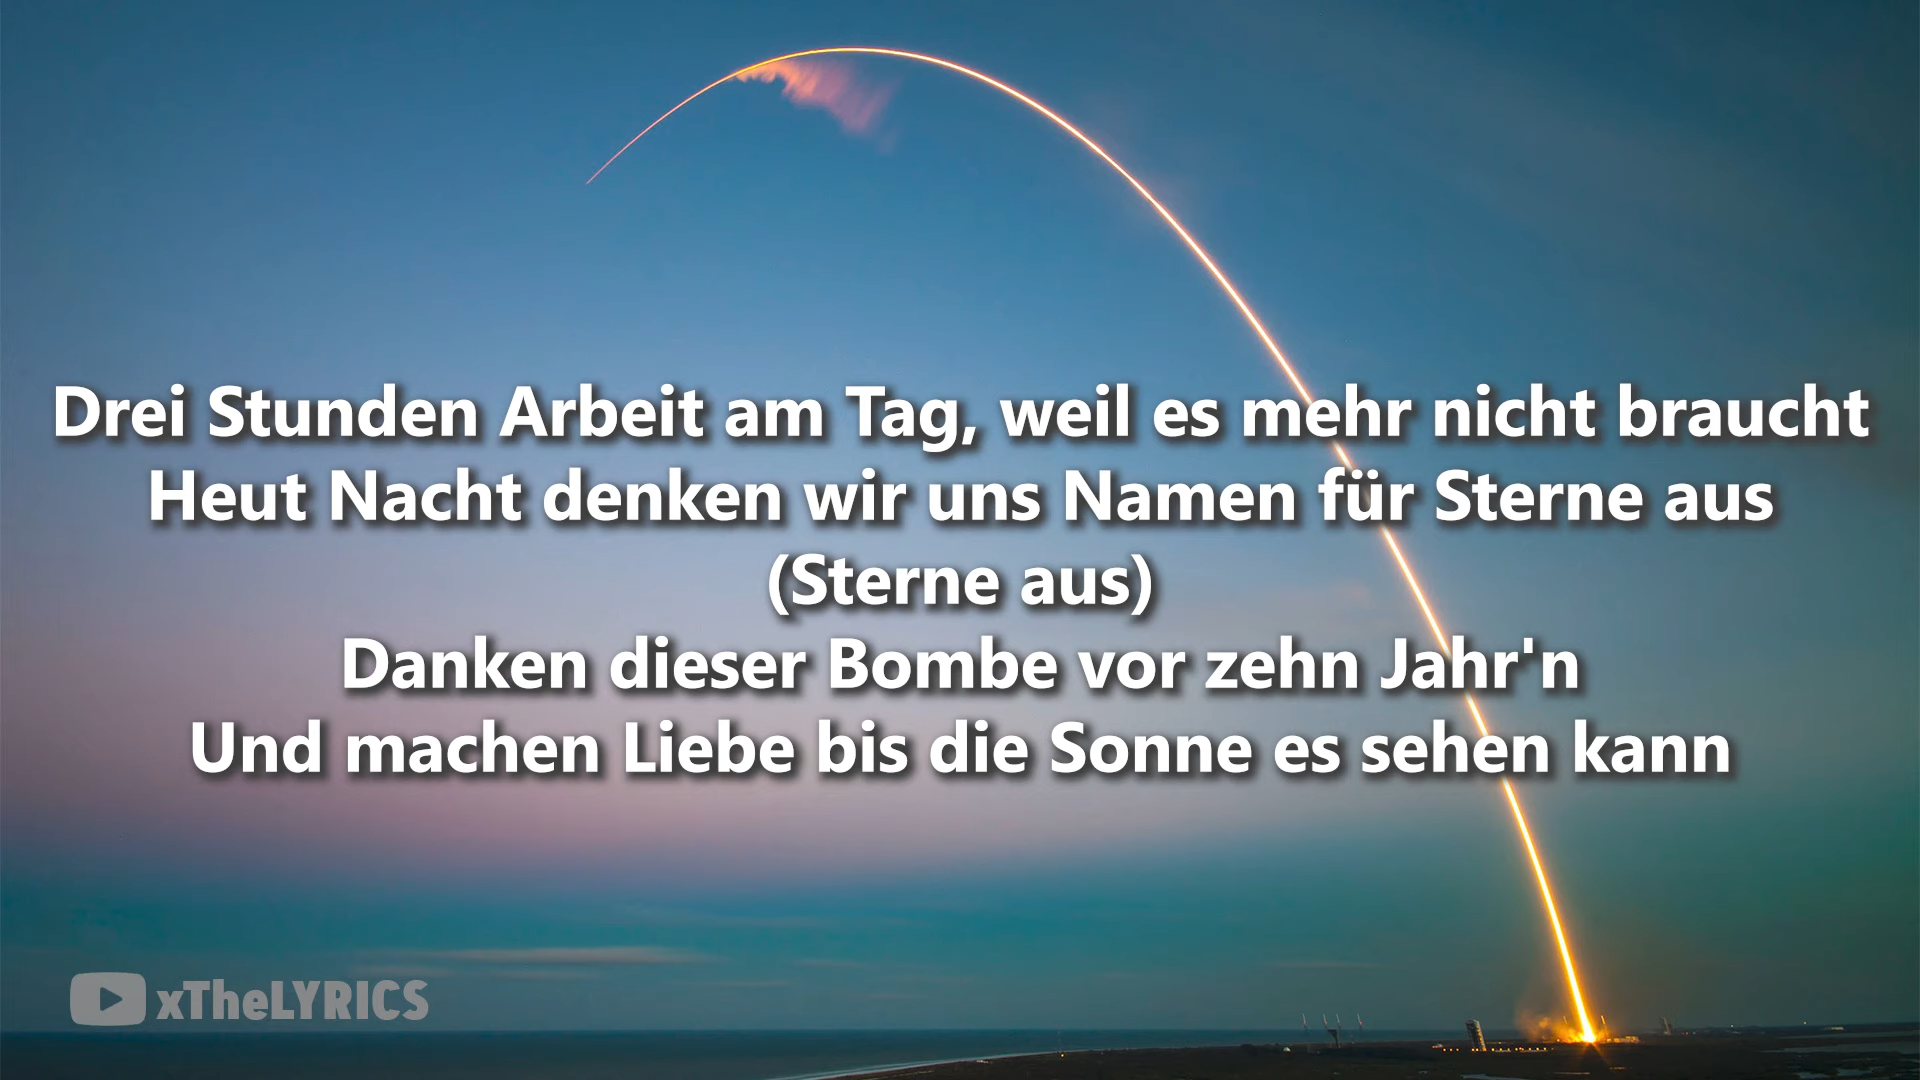 Drei Stunden Arbeit am Tag, weil es mehr nicht braucht
Heut Nacht denken wir uns Namen für Sterne aus
(Sterne aus)
Danken dieser Bombe vor zehn Jahr'n
Und machen Liebe bis die Sonne es sehen kann
xTheLYRICS